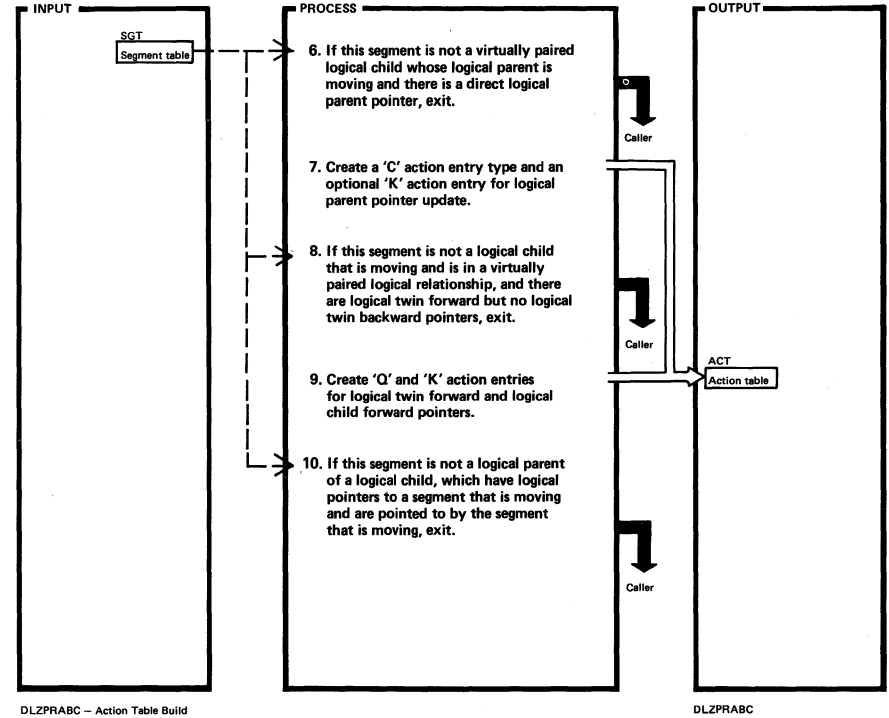 INPUT
PROCESS
OUTPUT
SGT
Segment table
6. If this segment is not a virtually paired
logical child whose logical parent is
moving and there is a direct logical
parent pointer, exit.
Caller
7. Create a 'C' action entry type and an
optional 'K' action entry for logical
parent pointer update.
8. If this segment is not a logical child
that is moving and is in a virtually
paired logical relationship, and there
are logical twin forward but no logical
twin backward pointers, exit.
Caller
ACT
Action table
9. Create 'Q' and 'K' action entries
for logical twin forward and logical
child forward pointers.
10. If this segment is not a logical parent
of a logical child, which have logical
pointers to a segment that is moving
and are pointed to by the segment
that is moving, exit.
Caller
DLZPRABC – Action Table Build
DLZPRABC